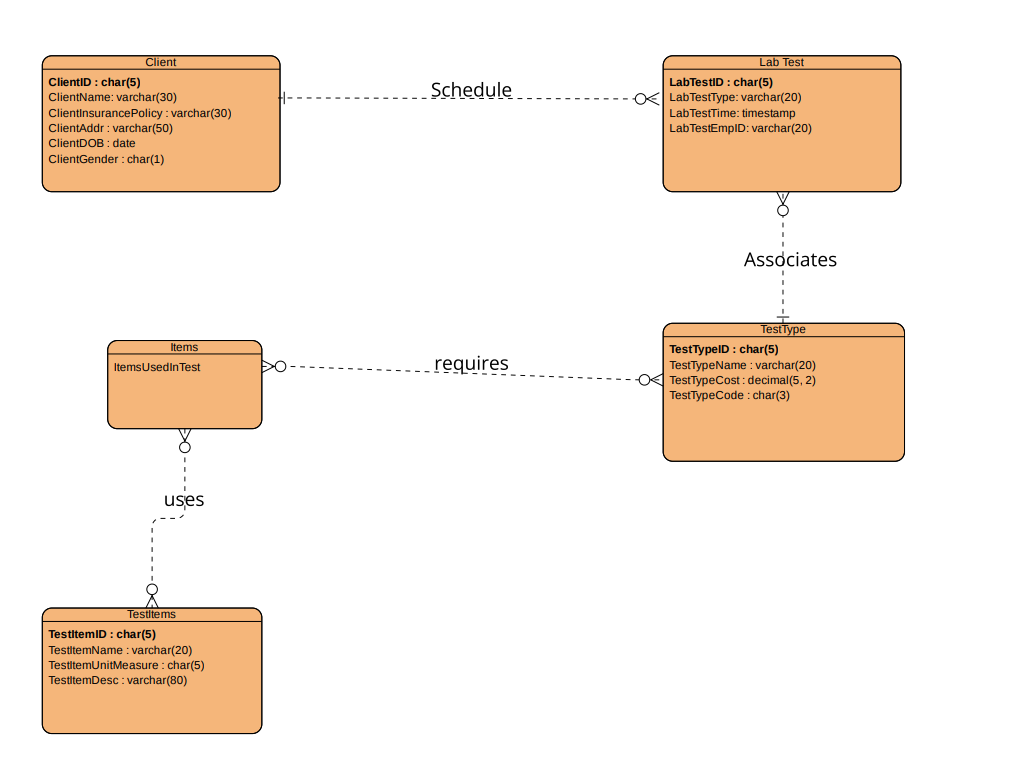 Client
ClientID : char(5)
ClientName: varchar(30)
ClientInsurancePolicy : varchar(30)
ClientAddr : varchar(50)
ClientDOB : date
ClientGender : char(1)
Schedule
Lab Test
LabTestID : char(5)
LabTestType: varchar(20)
LabTestTime: timestamp
LabTestEmpID: varchar(20)
Associates
TestType
TestTypeID : char(5)
TestTypeName : varchar(20)
TestTypeCost : decimal(5, 2)
TestTypeCode : char(3)
requires
Items
ItemsUsedInTest
uses
TestItems
TestItemID : char(5)
TestItemName : varchar(20)
TestItemUnitMeasure : char(5)
TestItemDesc : varchar(80)